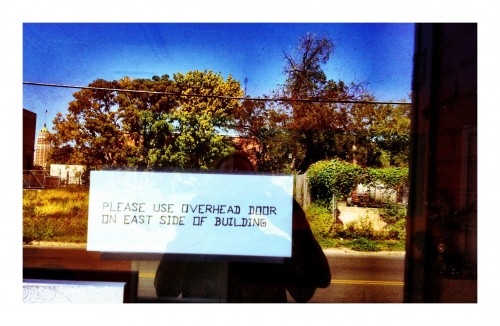 PLEASE USE OVERHEAD DOOR
ON EAST SIDE OF BUILDING